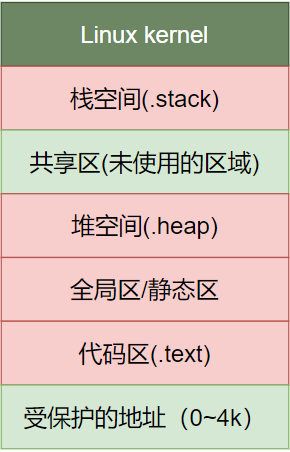 Linux kernel
栈空间(.stack)
共享区(未使用的区域)
堆空间(.heap)
全局区/静态区
代码区(.text)
受保护的地址（0~4k）